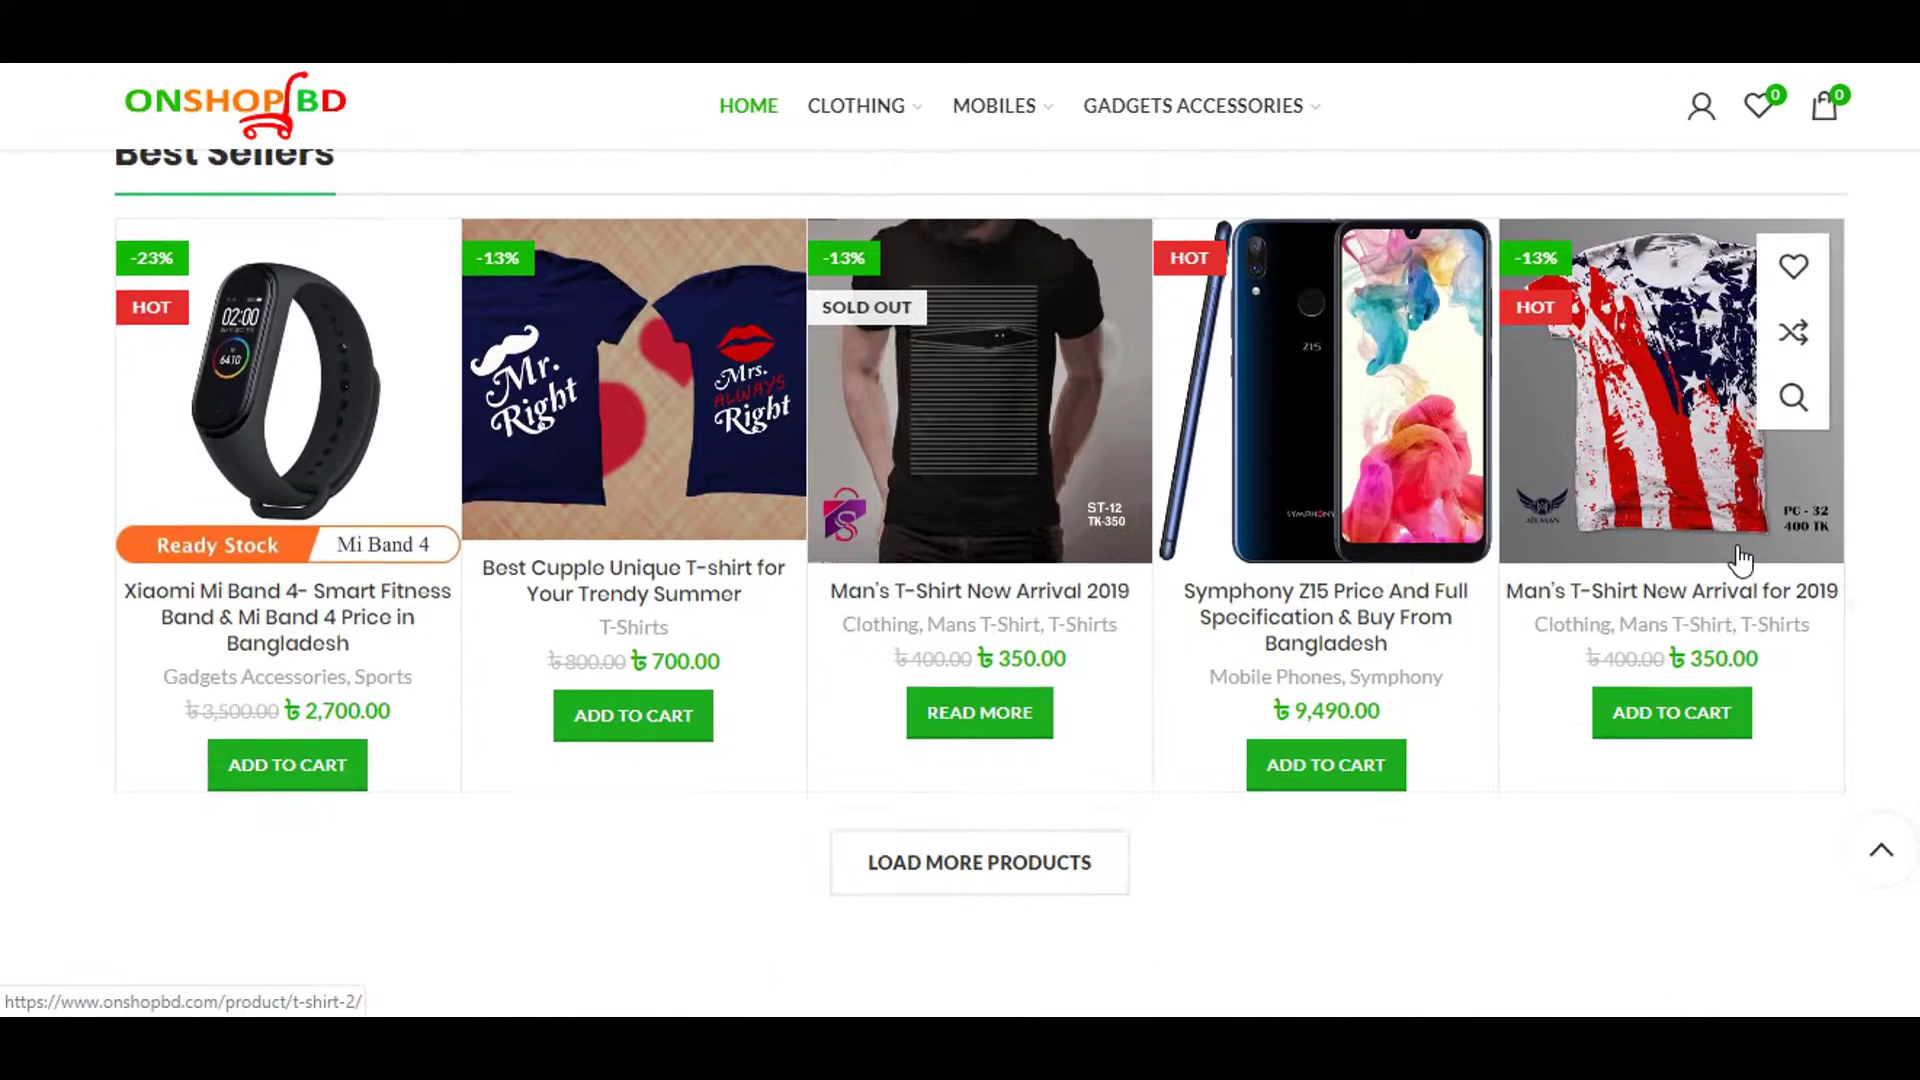 ONSHOPBD
HOME
CLOTHING
MOBILES
GADGETS ACCESSORIES
0
0
Best Sellers
-23%
HOT
02:00
6410
Ready Stock
Mi Band 4
Xiaomi Mi Band 4- Smart Fitness
Band & Mi Band 4 Price in
Bangladesh
Gadgets Accessories, Sports
৳ 3,500.00 ৳ 2,700.00
ADD TO CART
-13%
Mr.
Right
Mrs.
ALWAYS
Right
Best Cupple Unique T-shirt for
Your Trendy Summer
T-Shirts
৳ 800.00 ৳ 700.00
ADD TO CART
-13%
SOLD OUT
S
ST-12
TK-350
Man's T-Shirt New Arrival 2019
Clothing, Mans T-Shirt, T-Shirts
৳ 400.00 ৳ 350.00
READ MORE
HOT
Z15
SYMPHONY
Symphony Z15 Price And Full
Specification & Buy From
Bangladesh
Mobile Phones, Symphony
৳ 9,490.00
ADD TO CART
-13%
HOT
PC - 32
400 TK
Man's T-Shirt New Arrival for 2019
Clothing, Mans T-Shirt, T-Shirts
৳ 400.00 ৳ 350.00
ADD TO CART
LOAD MORE PRODUCTS
https://www.onshopbd.com/product/t-shirt-2/